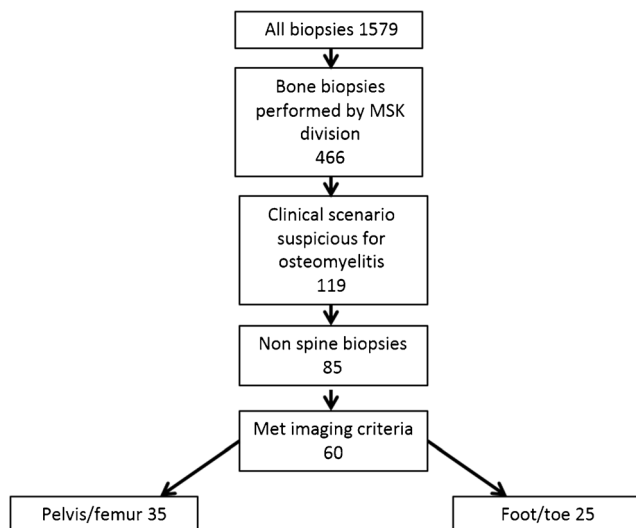 All biopsies 1579
Bone biopsies
performed by MSK
division
466
Clinical scenario
suspicious for
osteomyelitis
119
Non spine biopsies
85
Met imaging criteria
60
Pelvis/femur 35
Foot/toe 25